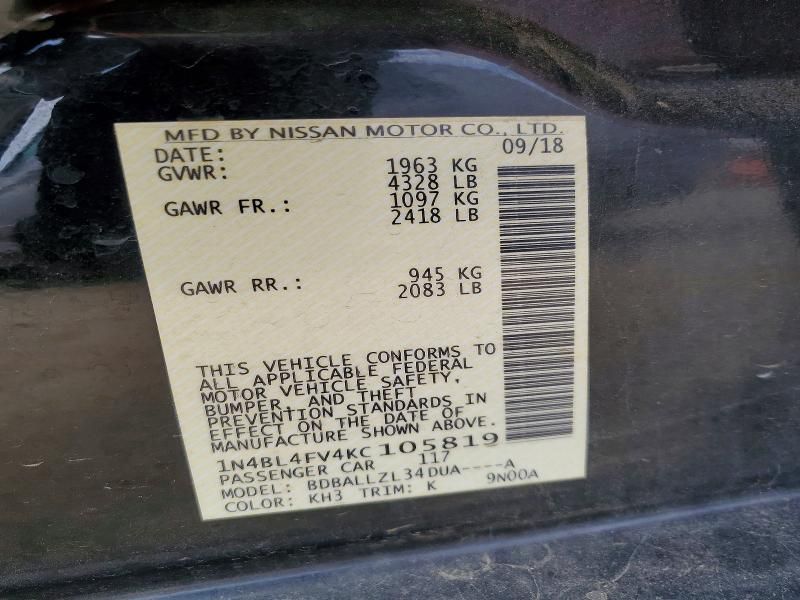 MFD BY NISSAN MOTOR CO., LTD.
DATE: 09/18
GVWR: 1963 KG
4328 LB
GAWR FR.: 1097 KG
2418 LB
GAWR RR.: 945 KG
2083 LB
THIS VEHICLE CONFORMS TO
ALL APPLICABLE FEDERAL
MOTOR VEHICLE SAFETY,
BUMPER, AND THEFT
PREVENTION STANDARDS IN
EFFECT ON THE DATE OF
MANUFACTURE SHOWN ABOVE.
1N4BL4FV4KC105819
PASSENGER CAR 117
MODEL: BDBALLZL34DUA----A
COLOR: KH3 TRIM: K 9N00A